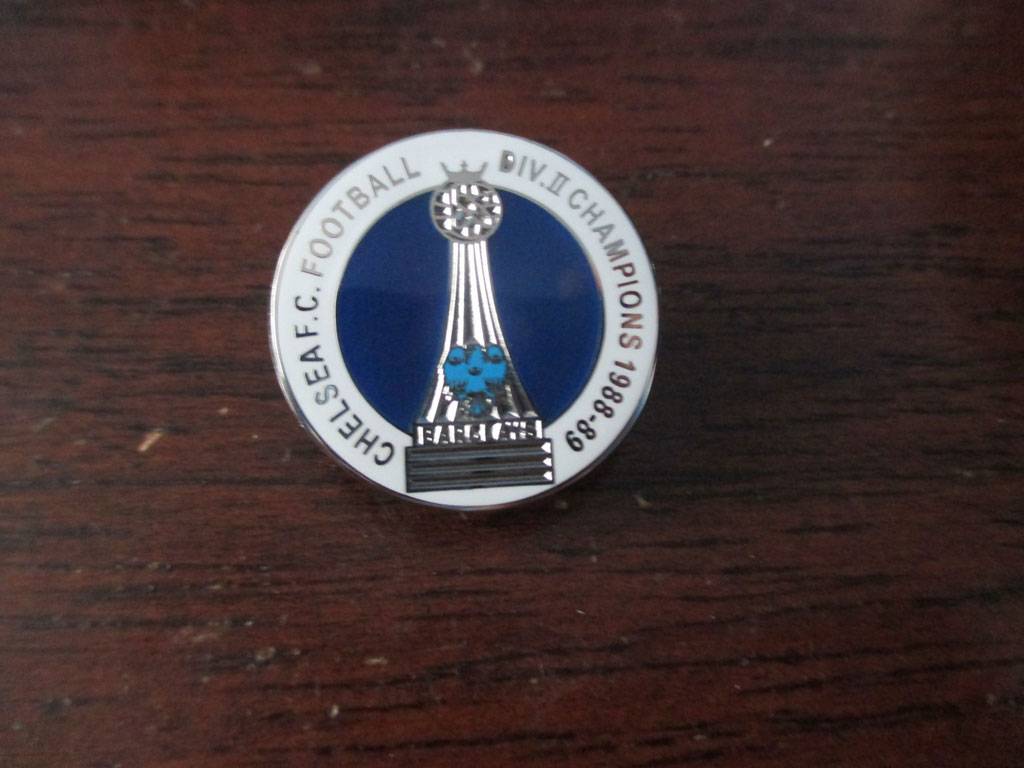 CHELSEA F.C. FOOTBALL DIV.II CHAMPIONS 1988-89
BARCLAYS